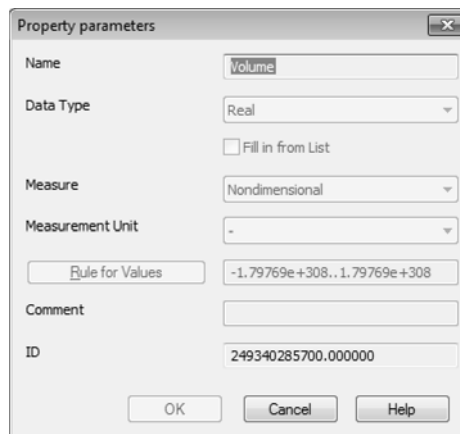 Property parameters
Name
Volume
Data Type
Real
Fill in from List
Measure
Nondimensional
Measurement Unit
-
Rule for Values
-1.79769e+308..1.79769e+308
Comment
ID
249340285700.000000
OK Cancel Help